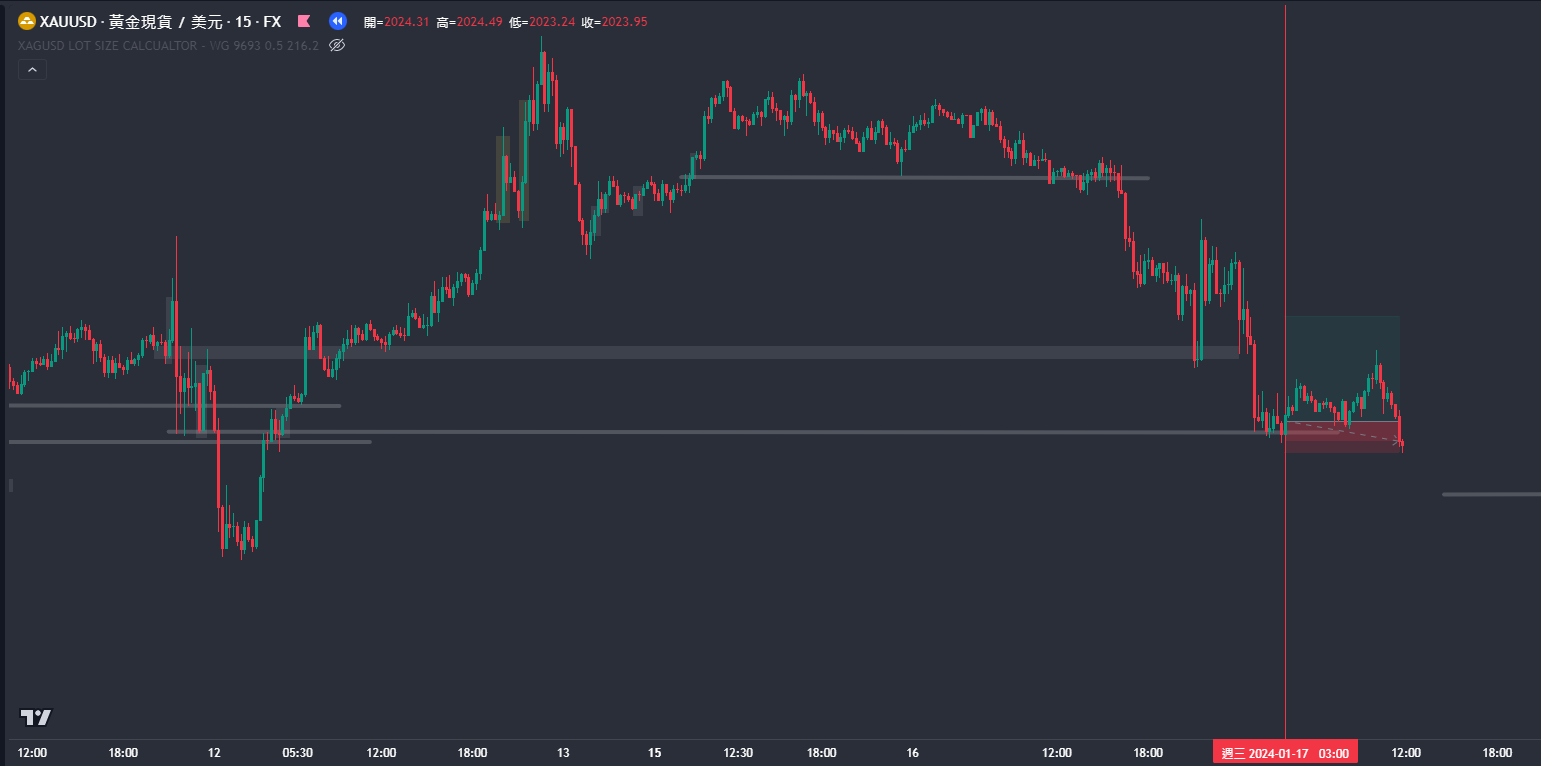 XAUUSD · 黃金現貨 / 美元 · 15 · FX 開=2024.31 高=2024.49 低=2023.24 收=2023.95
XAGUSD LOT SIZE CALCUALTOR - WG 9693 0.5 216.2
12:00 18:00 12 05:30 12:00 18:00 13 15 12:30 18:00 16 12:00 18:00 週三 2024-01-17 03:00 12:00 18:00